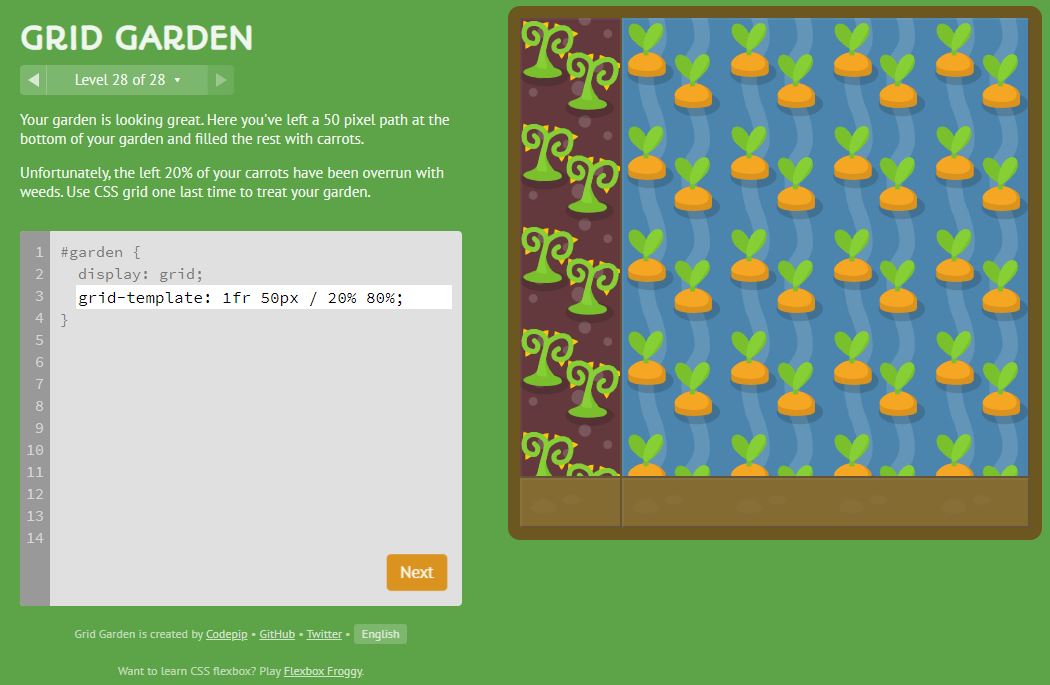 GRID GARDEN
Level 28 of 28
Your garden is looking great. Here you've left a 50 pixel path at the
bottom of your garden and filled the rest with carrots.
Unfortunately, the left 20% of your carrots have been overrun with
weeds. Use CSS grid one last time to treat your garden.
1 #garden {
2 display: grid;
3 grid-template: 1fr 50px / 20% 80%;
4 }
5
6
7
8
9
10
11
12
13
14
Next
Grid Garden is created by Codepip • GitHub • Twitter • English
Want to learn CSS flexbox? Play Flexbox Froggy.